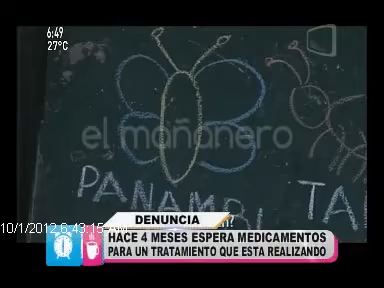 6:49
27°C
el mañanero
PANAMBI TA
10/1/2012 6:43:15 AM
DENUNCIA
HACE 4 MESES ESPERA MEDICAMENTOS
PARA UN TRATAMIENTO QUE ESTA REALIZANDO